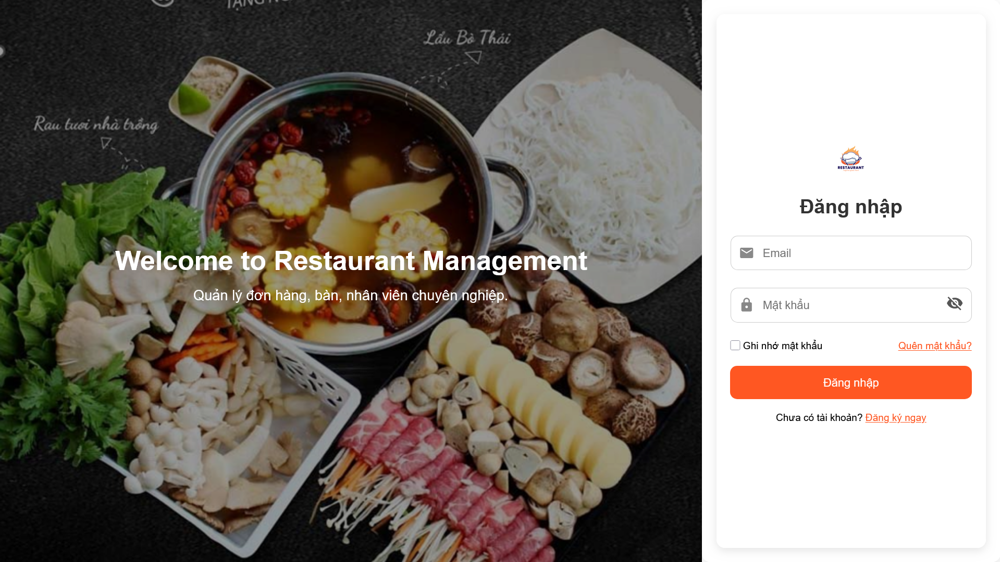 TẶNG
Lẩu Bò Thái
Rau tươi nhà trồng
Welcome to Restaurant Management
Quản lý đơn hàng, bàn, nhân viên chuyên nghiệp.
RESTAURANT
Đăng nhập
Email
Mật khẩu
Ghi nhớ mật khẩu
Quên mật khẩu?
Đăng nhập
Chưa có tài khoản? Đăng ký ngay